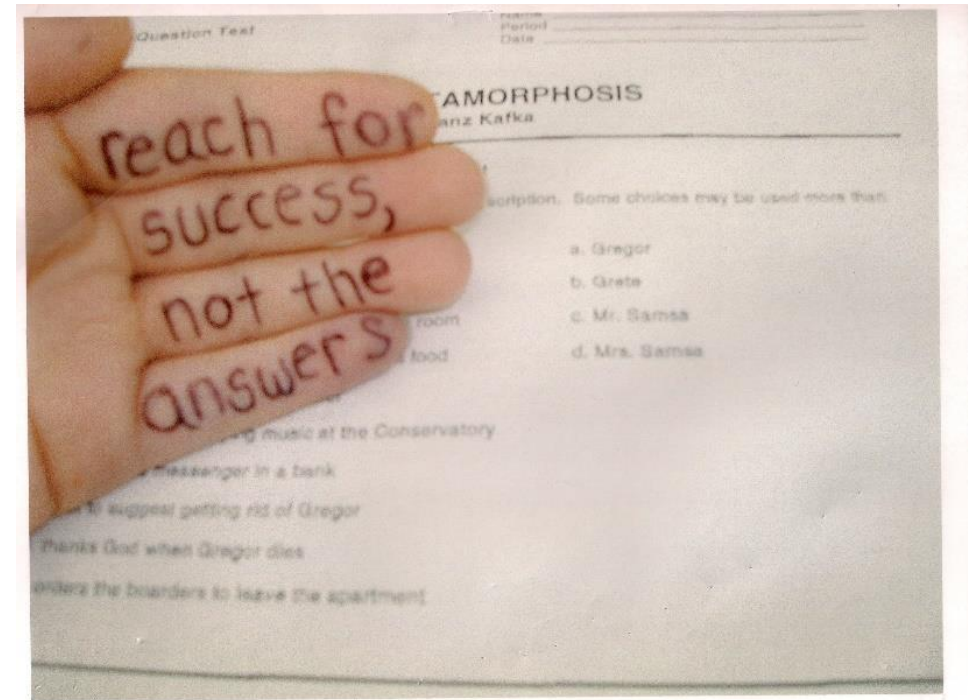 Question Test
Name
Period
Date
reach for
success,
not the
answers
AMORPHOSIS
anz Kafka
scription. Some choices may be used more than
a. Gregor
b. Grete
room
c. Mr. Samsa
food
d. Mrs. Samsa
music at the Conservatory
messenger in a bank
to suggest getting rid of Gregor
thanks God when Gregor dies
orders the boarders to leave the apartment